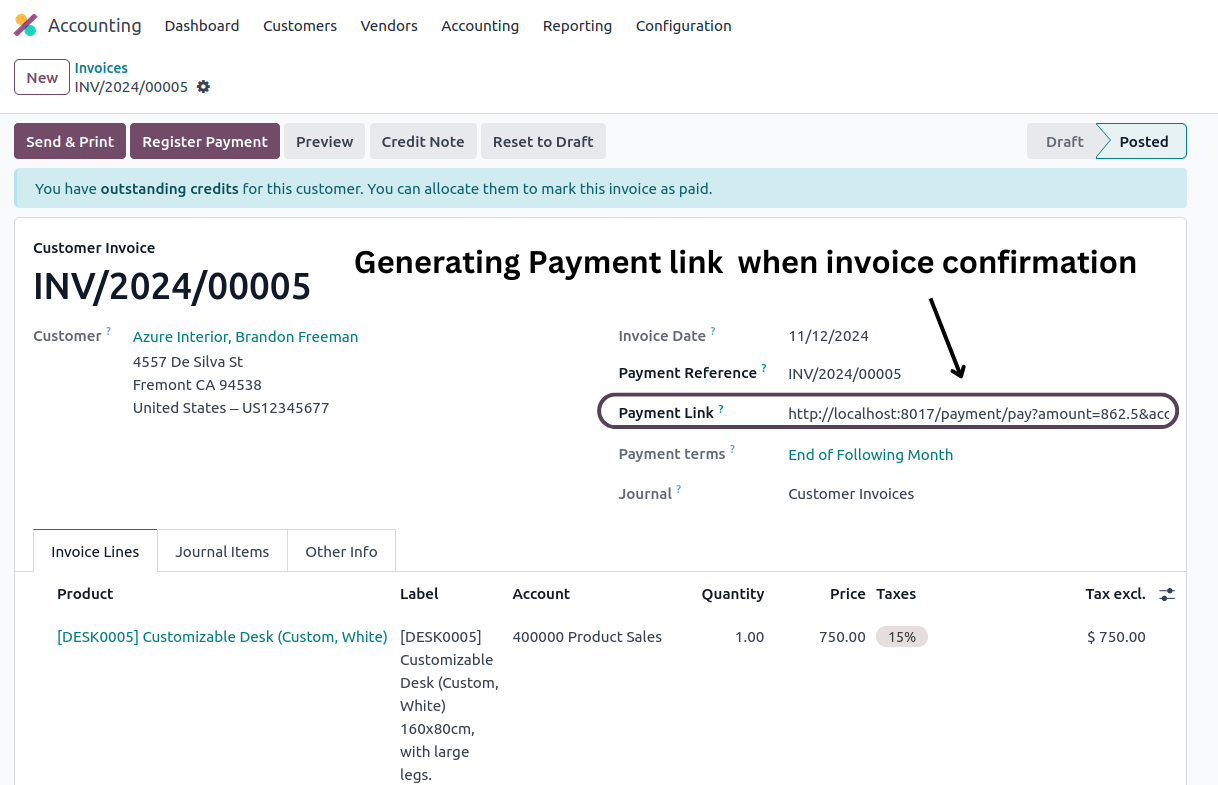 Accounting Dashboard Customers Vendors Accounting Reporting Configuration
New
Invoices
INV/2024/00005
Send & Print Register Payment Preview Credit Note Reset to Draft Draft Posted
You have outstanding credits for this customer. You can allocate them to mark this invoice as paid.
Customer Invoice
Generating Payment link when invoice confirmation
INV/2024/00005
Customer ? Azure Interior, Brandon Freeman
4557 De Silva St
Fremont CA 94538
United States – US12345677
Invoice Date ? 11/12/2024
Payment Reference ? INV/2024/00005
Payment Link ? http://localhost:8017/payment/pay?amount=862.5&acc
Payment terms ? End of Following Month
Journal ? Customer Invoices
Invoice Lines Journal Items Other Info
Product Label Account Quantity Price Taxes Tax excl.
[DESK0005] Customizable Desk (Custom, White) [DESK0005] 400000 Product Sales 1.00 750.00 15% $ 750.00
Customizable
Desk (Custom,
White)
160x80cm,
with large
legs.